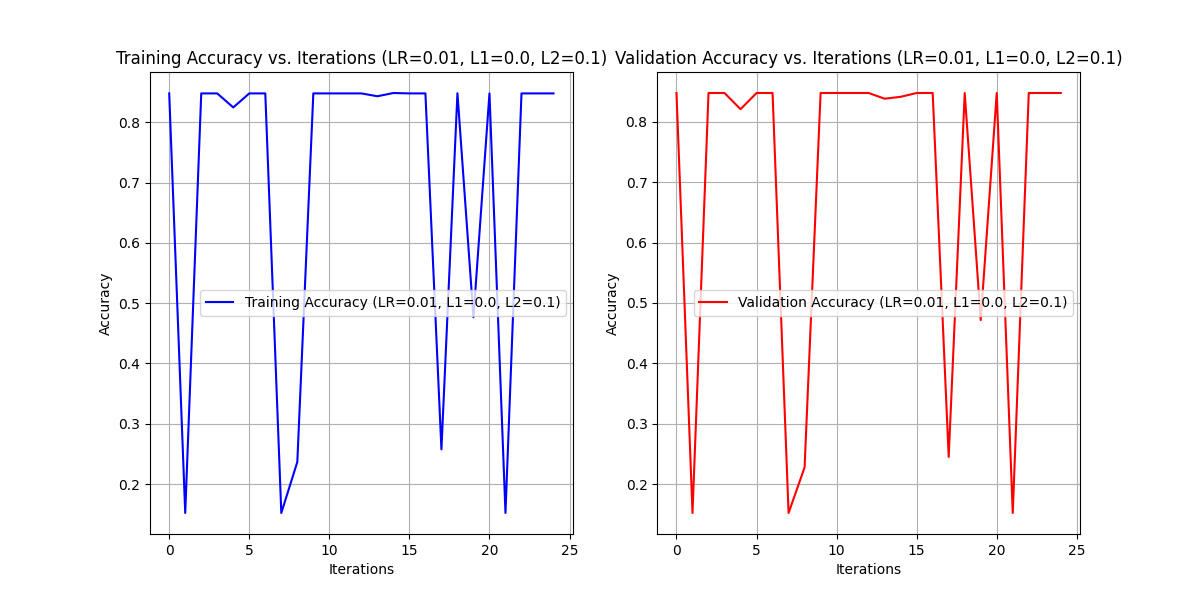 Training Accuracy vs. Iterations (LR=0.01, L1=0.0, L2=0.1)
Accuracy
0.8
0.7
0.6
0.5
0.4
0.3
0.2
Training Accuracy (LR=0.01, L1=0.0, L2=0.1)
0 5 10 15 20 25
Iterations
Validation Accuracy vs. Iterations (LR=0.01, L1=0.0, L2=0.1)
Accuracy
0.8
0.7
0.6
0.5
0.4
0.3
0.2
Validation Accuracy (LR=0.01, L1=0.0, L2=0.1)
0 5 10 15 20 25
Iterations